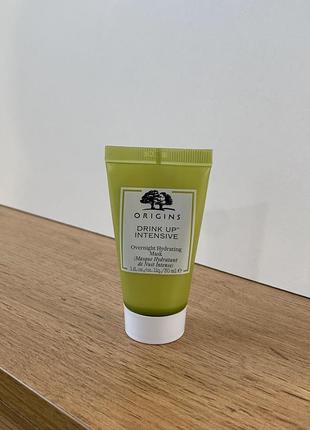 ORIGINS
DRINK UP™
INTENSIVE
Overnight Hydrating
Mask
(Masque Hydratant
de Nuit Intense)
1 fl.oz./oz. liq./30 ml ℮